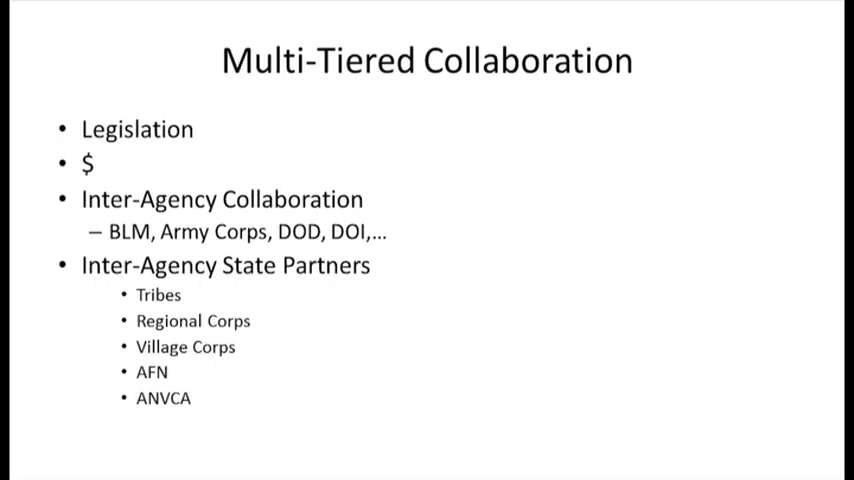 Multi-Tiered Collaboration
• Legislation
• $
• Inter-Agency Collaboration
– BLM, Army Corps, DOD, DOI,...
• Inter-Agency State Partners
• Tribes
• Regional Corps
• Village Corps
• AFN
• ANVCA